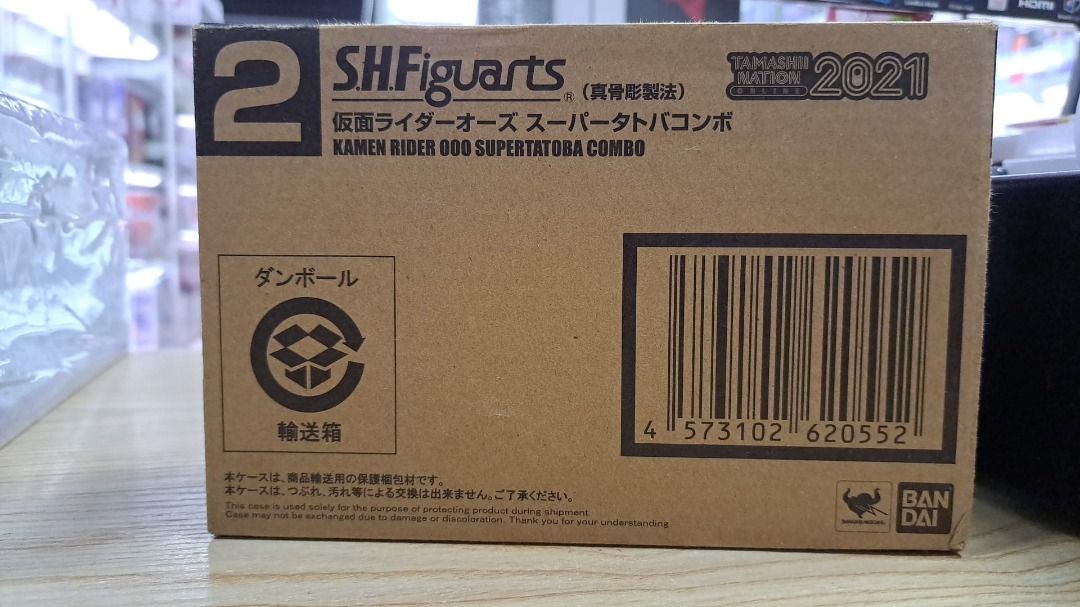 HDMI
2
S.H.Figuarts® (真骨彫製法)
TAMASHII
NATION
ONLINE
2021
仮面ライダーオーズ スーパータトバコンボ
KAMEN RIDER OOO SUPERTATOBA COMBO
ダンボール
輸送箱
4 573102 620552
本ケースは、商品輸送用の保護梱包材です。
本ケースは、つぶれ、汚れ等による交換は出来ません。ご了承ください。
This case is used solely for the purpose of protecting product during shipment.
Case may not be exchanged due to damage or discoloration. Thank you for your understanding
TAMASHII NATIONS
BAN
DAI